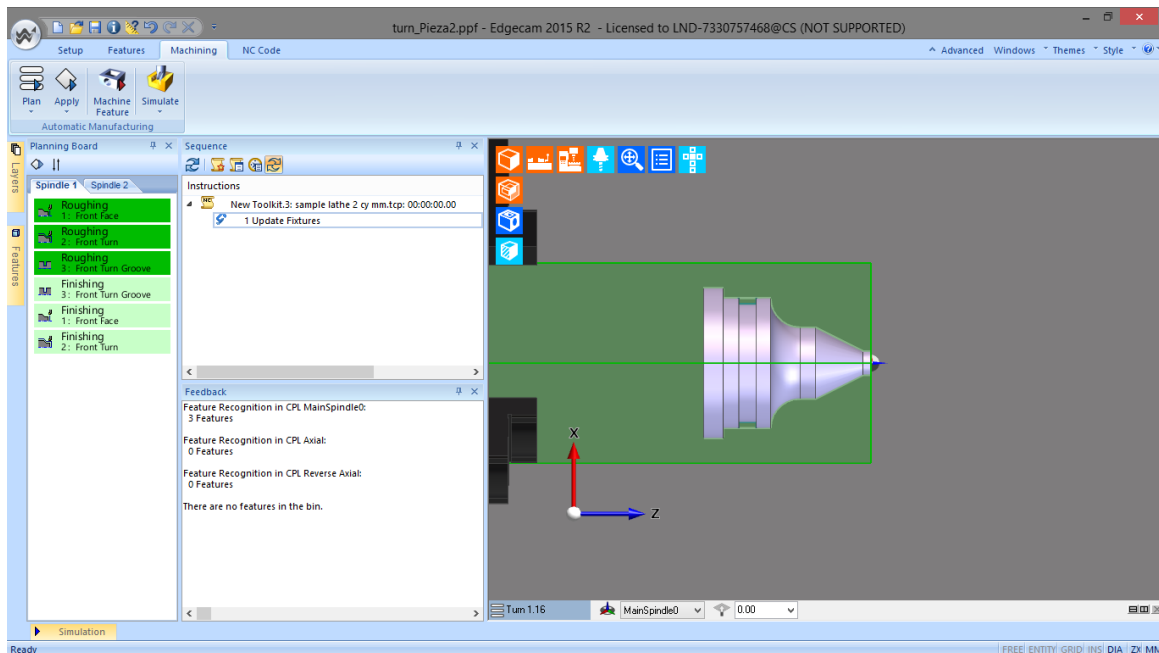 turn_Pieza2.ppf - Edgecam 2015 R2 - Licensed to LND-7330757468@CS (NOT SUPPORTED)
Setup Features Machining NC Code
Advanced Windows Themes Style
Plan Apply Machine Feature Simulate
Automatic Manufacturing
Layers
Features
Planning Board
Spindle 1 Spindle 2
Roughing
1: Front Face
Roughing
2: Front Turn
Roughing
3: Front Turn Groove
Finishing
3: Front Turn Groove
Finishing
1: Front Face
Finishing
2: Front Turn
Sequence
Instructions
NC New Toolkit.3: sample lathe 2 cy mm.tcp: 00:00:00.00
1 Update Fixtures
Feedback
Feature Recognition in CPL MainSpindle0:
3 Features
Feature Recognition in CPL Axial:
0 Features
Feature Recognition in CPL Reverse Axial:
0 Features
There are no features in the bin.
X
Z
Turn 1.16 MainSpindle0 0.00
Simulation
Ready
FREE ENTITY GRID INS DIA ZX MM